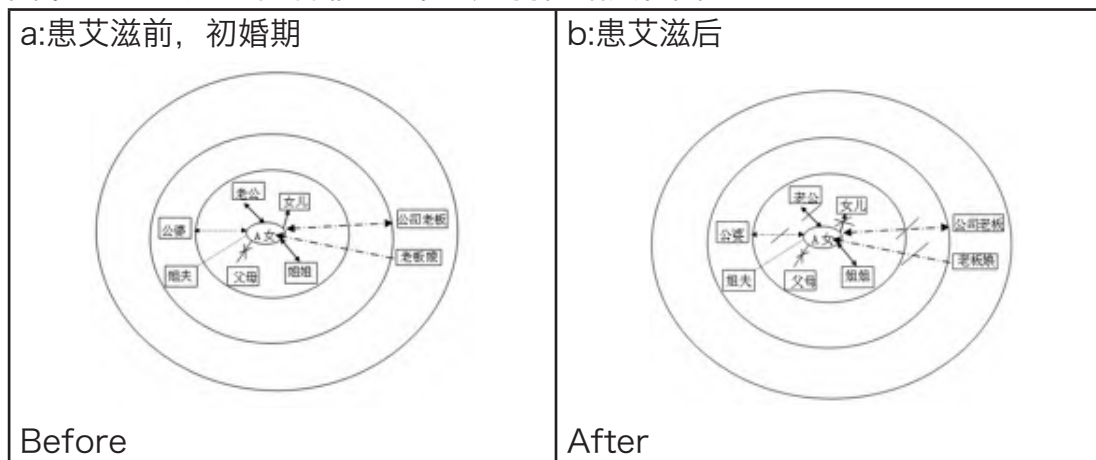 a:患艾滋前，初婚期
老公
女儿
公婆
A女
公司老板
老板娘
姐夫
父母
姐姐
Before
b:患艾滋后
老公
女儿
公婆
A女
公司老板
老板娘
姐夫
父母
姐姐
After